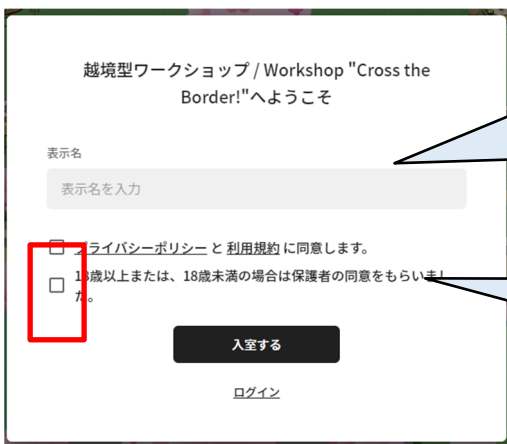 越境型ワークショップ / Workshop "Cross the
Border!"へようこそ
表示名
表示名を入力
プライバシーポリシー と 利用規約 に同意します。
18歳以上または、18歳未満の場合は保護者の同意をもらいまし
た。
入室する
ログイン